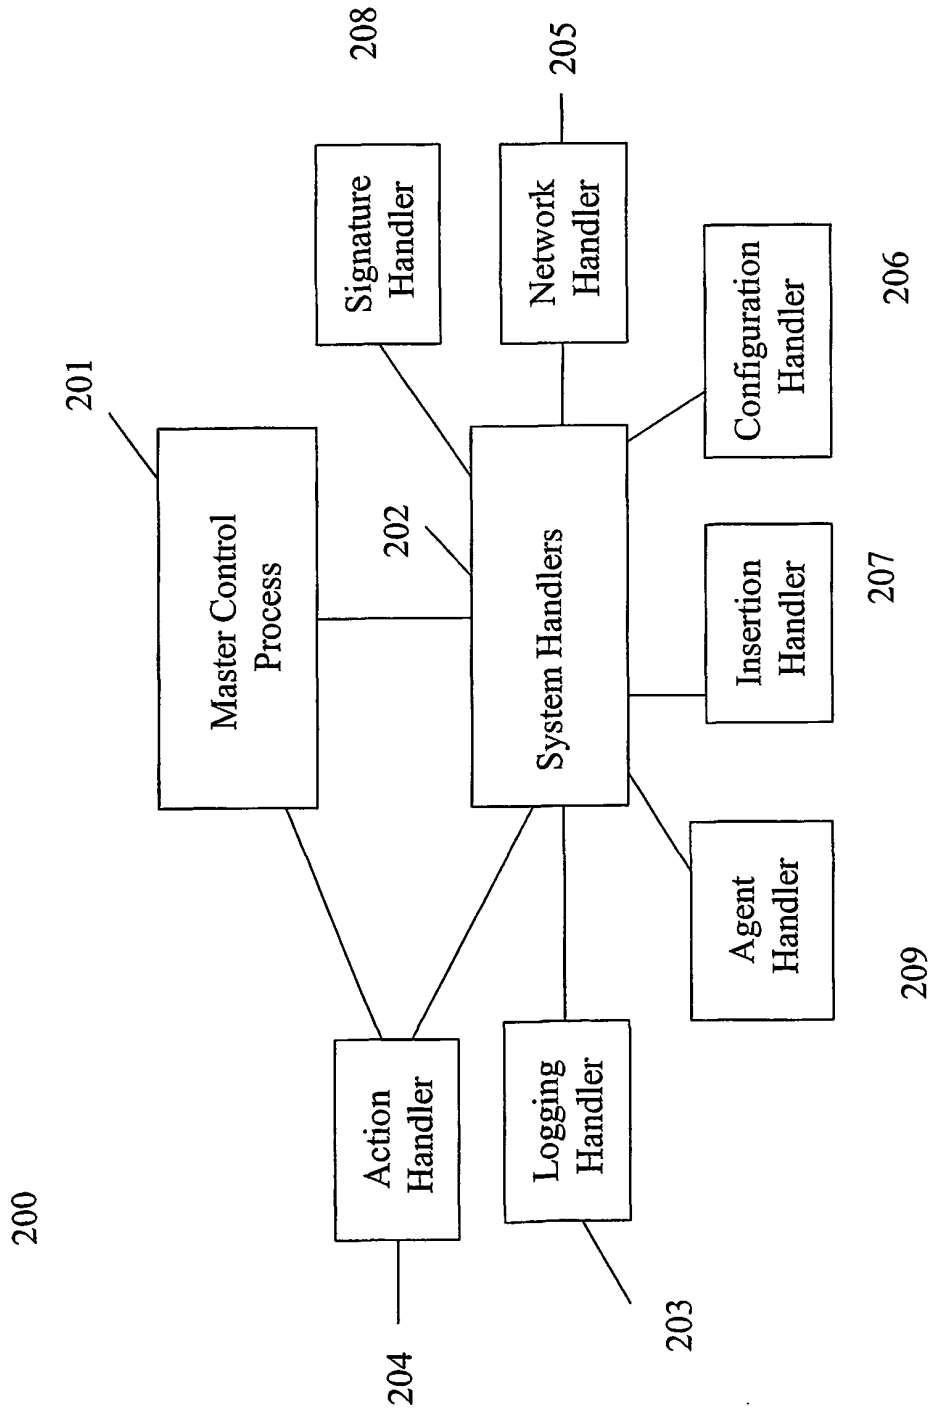 200
201
Master Control
Process
208
Signature
Handler
204
Action
Handler
202
System Handlers
205
Network
Handler
203
Logging
Handler
209
Agent
Handler
Insertion
Handler
207
Configuration
Handler
206